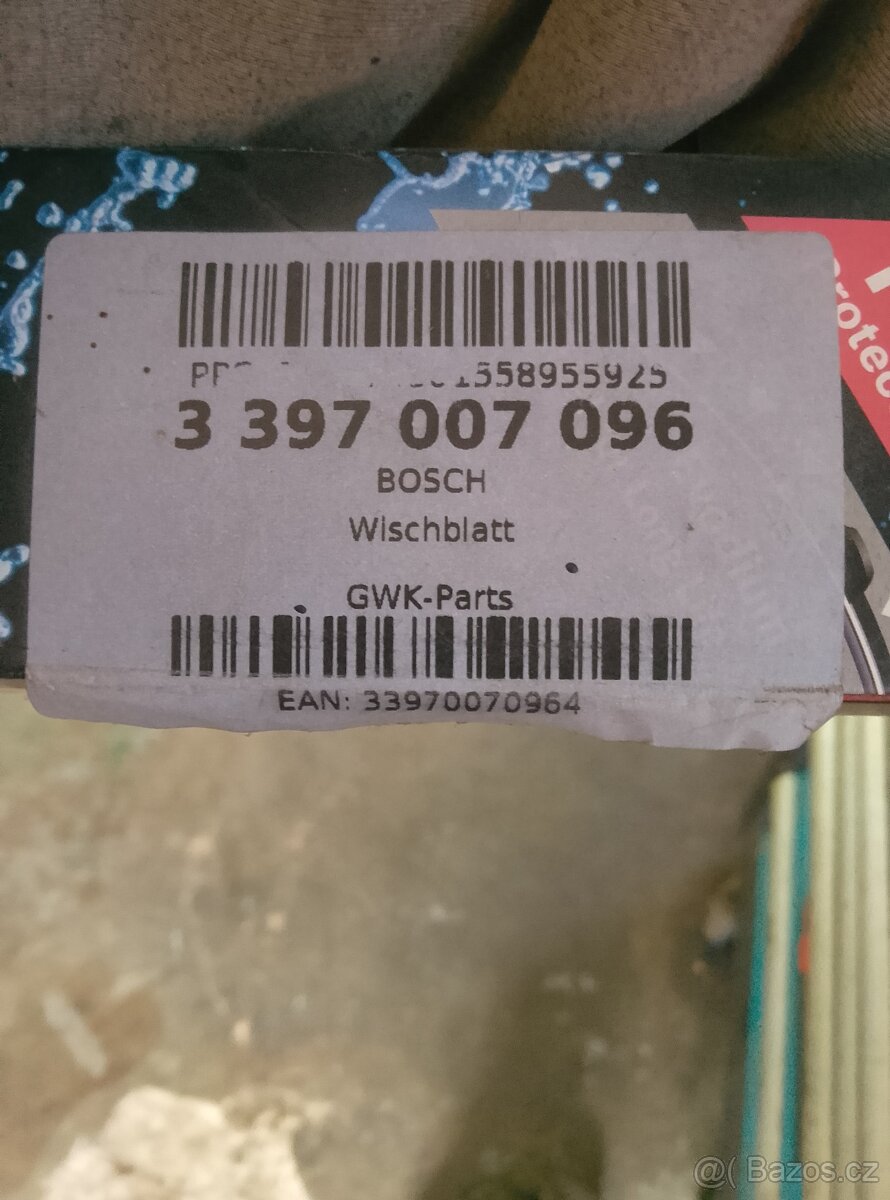 3 397 007 096
BOSCH
Wischblatt
GWK-Parts
EAN: 33970070964
@( Bazos.cz